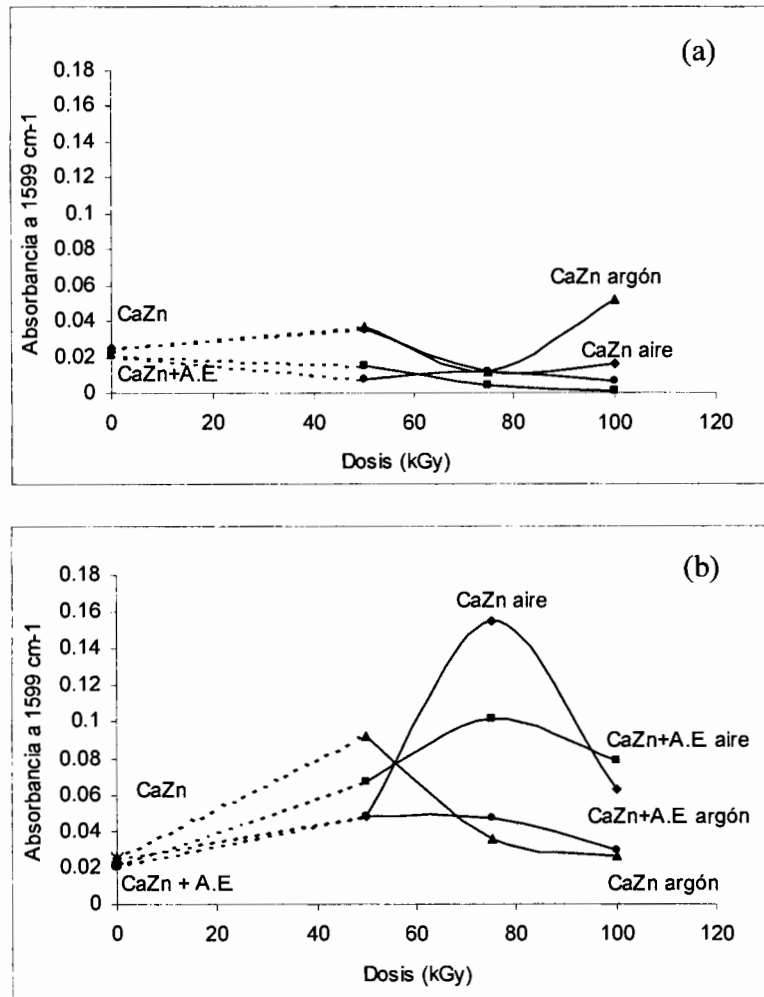 (a)
0.18
0.16
0.14
0.12
0.1
0.08
0.06
0.04
0.02
0
Absorbancia a 1599 cm-1
CaZn
CaZn+A.E
CaZn argón
CaZn aire
0 20 40 60 80 100 120
Dosis (kGy)
(b)
0.18
0.16
0.14
0.12
0.1
0.08
0.06
0.04
0.02
0
Absorbancia a 1599 cm-1
CaZn aire
CaZn
CaZn+A.E aire
CaZn+A.E argón
CaZn + A.E
CaZn argón
0 20 40 60 80 100 120
Dosis (kGy)